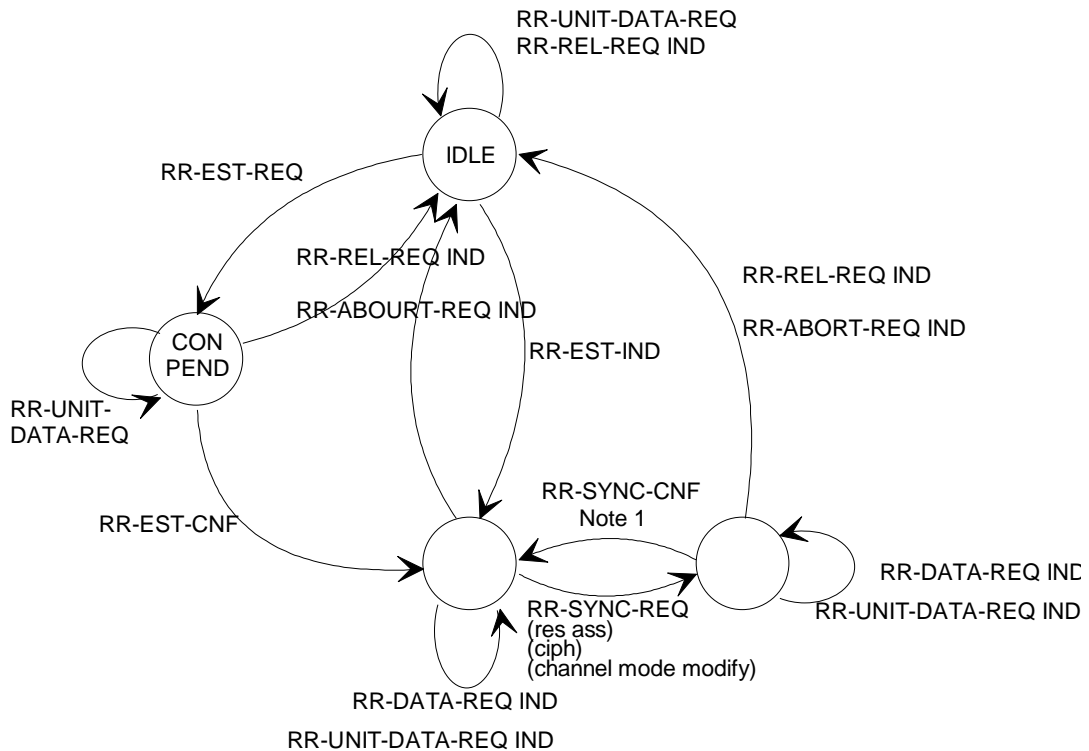 RR-UNIT-DATA-REQ
RR-REL-REQ IND
IDLE
RR-EST-REQ
RR-REL-REQ IND
RR-ABOURT-REQ IND
RR-REL-REQ IND
RR-ABORT-REQ IND
CON
PEND
RR-EST-IND
RR-UNIT-
DATA-REQ
RR-EST-CNF
RR-SYNC-CNF
Note 1
RR-SYNC-REQ
(res ass)
(ciph)
(channel mode modify)
RR-DATA-REQ IND
RR-UNIT-DATA-REQ IND
RR-DATA-REQ IND
RR-UNIT-DATA-REQ IND